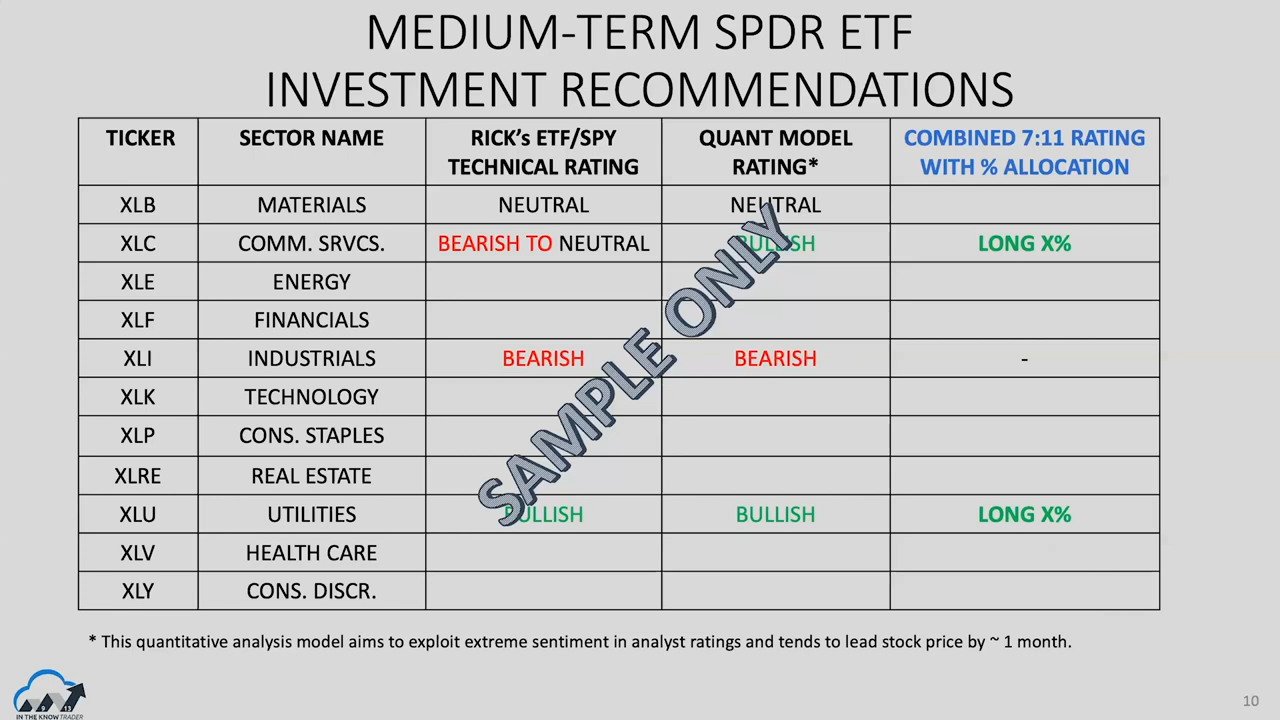 MEDIUM-TERM SPDR ETF
INVESTMENT RECOMMENDATIONS
TICKER SECTOR NAME RICK's ETF/SPY TECHNICAL RATING QUANT MODEL RATING* COMBINED 7:11 RATING WITH % ALLOCATION
XLB MATERIALS NEUTRAL NEUTRAL
XLC COMM. SRVCS. BEARISH TO NEUTRAL BULLISH LONG X%
XLE ENERGY
XLF FINANCIALS
XLI INDUSTRIALS BEARISH BEARISH -
XLK TECHNOLOGY
XLP CONS. STAPLES
XLRE REAL ESTATE
XLU UTILITIES BULLISH BULLISH LONG X%
XLV HEALTH CARE
XLY CONS. DISCR.
SAMPLE ONLY
* This quantitative analysis model aims to exploit extreme sentiment in analyst ratings and tends to lead stock price by ~ 1 month.
IN THE KNOW TRADER
10